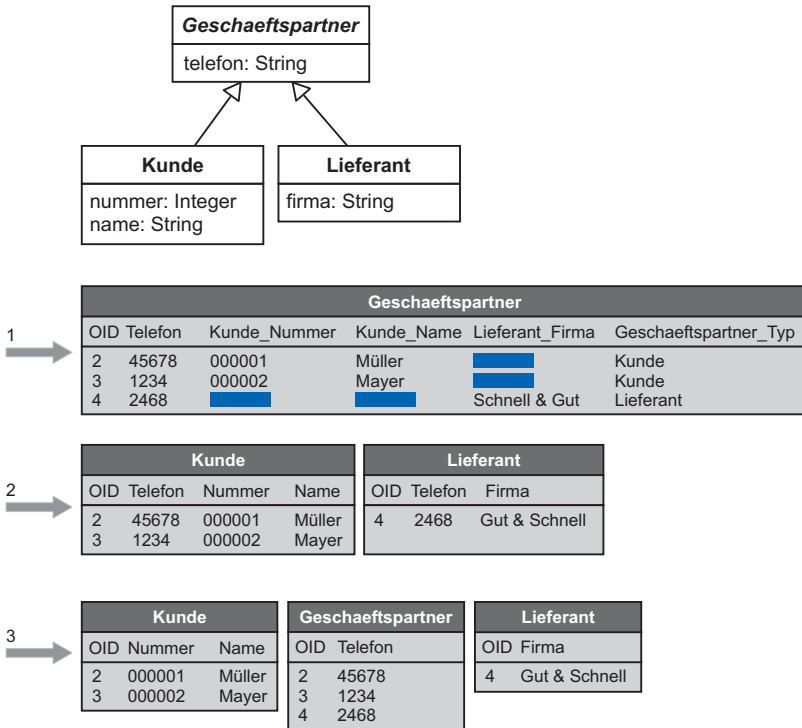 Geschaeftspartner
telefon: String
Kunde
nummer: Integer
name: String
Lieferant
firma: String
1
Geschaeftspartner
OID Telefon Kunde_Nummer Kunde_Name Lieferant_Firma Geschaeftspartner_Typ
2 45678 000001 Müller Kunde
3 1234 000002 Mayer Kunde
4 2468 Schnell & Gut Lieferant
2
Kunde
OID Telefon Nummer Name
2 45678 000001 Müller
3 1234 000002 Mayer
Lieferant
OID Telefon Firma
4 2468 Gut & Schnell
3
Kunde
OID Nummer Name
2 000001 Müller
3 000002 Mayer
Geschaeftspartner
OID Telefon
2 45678
3 1234
4 2468
Lieferant
OID Firma
4 Gut & Schnell